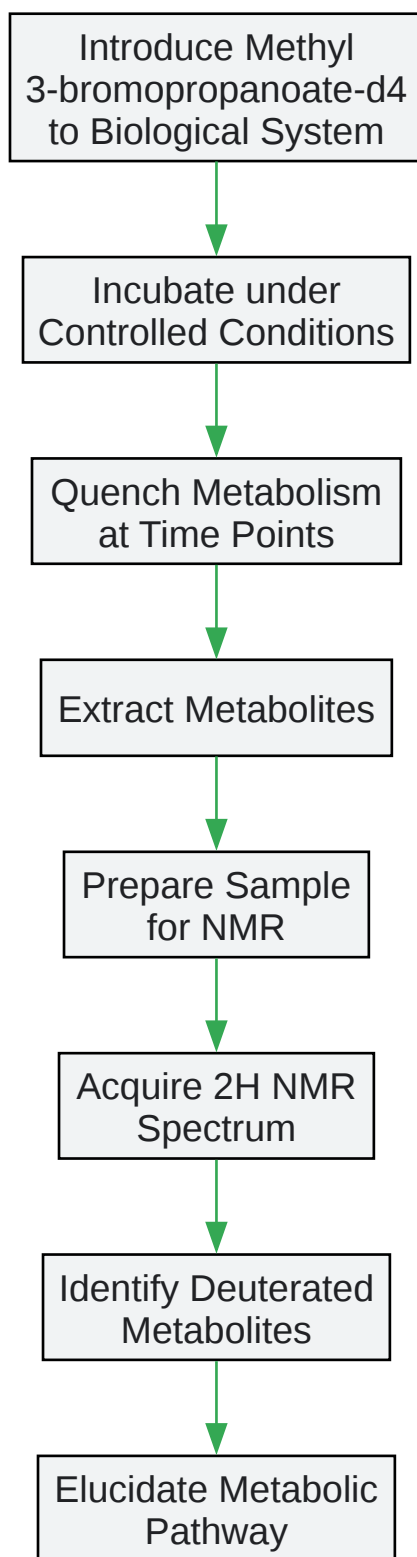 Introduce Methyl
3-bromopropanoate-d4
to Biological System
Incubate under
Controlled Conditions
Quench Metabolism
at Time Points
Extract Metabolites
Prepare Sample
for NMR
Acquire 2H NMR
Spectrum
Identify Deuterated
Metabolites
Elucidate Metabolic
Pathway